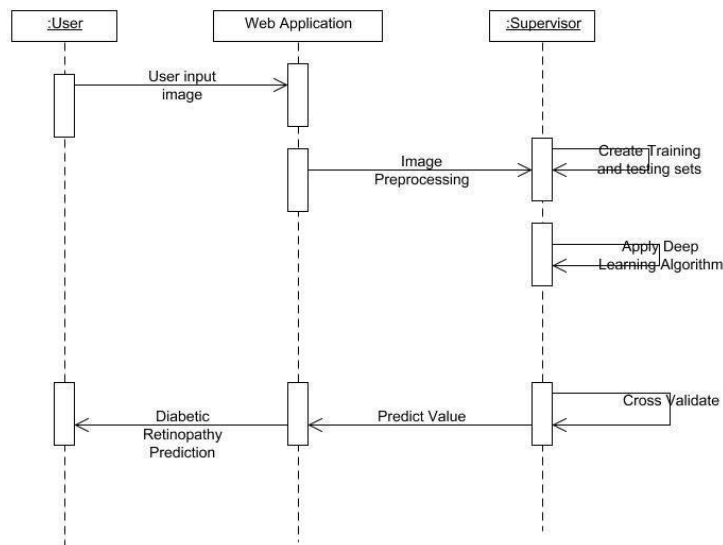 :User
Web Application
:Supervisor
User input
image
Image
Preprocessing
Create Training
and testing sets
Apply Deep
Learning Algorithm
Cross Validate
Predict Value
Diabetic
Retinopathy
Prediction